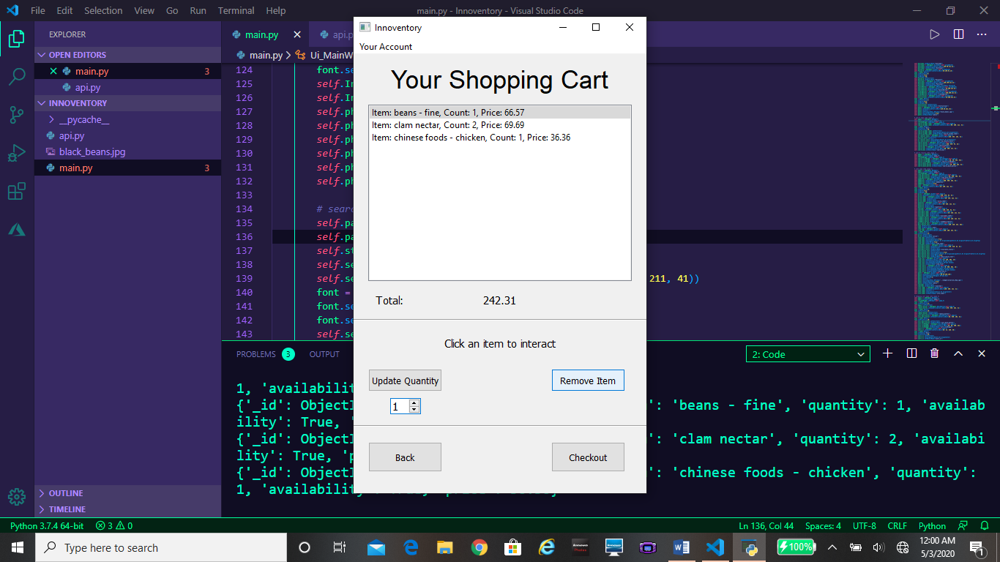 File Edit Selection View Go Run Terminal Help
main.py - Innoventory - Visual Studio Code
EXPLORER
OPEN EDITORS
main.py 3
api.py
INNOVENTORY
__pycache__
api.py
black_beans.jpg
main.py 3
OUTLINE
TIMELINE
main.py
api.p
main.py > Ui_MainW
124 font.se
125 self.In
126 self.In
127 self.ph
128 self.ph
129 self.ph
130 self.ph
131 self.ph
132 self.ph
133
134 # sear
135 self.pa
136 self.pa
137 self.st
138 self.se
139 self.se 211, 41))
140 font =
141 font.se
142 font.se
143 self.se
Innoventory
Your Account
Your Shopping Cart
Item: beans - fine, Count: 1, Price: 66.57
Item: clam nectar, Count: 2, Price: 69.69
Item: chinese foods - chicken, Count: 1, Price: 36.36
Total: 242.31
Click an item to interact
Update Quantity Remove Item
1
Back Checkout
PROBLEMS 3 OUTPUT
2: Code
1, 'availabilit
{'_id': ObjectI ': 'beans - fine', 'quantity': 1, 'availab
ility': True, '
{'_id': ObjectI ': 'clam nectar', 'quantity': 2, 'availabi
lity': True, 'p
{'_id': ObjectI ': 'chinese foods - chicken', 'quantity':
1, 'availability
Python 3.7.4 64-bit 3 0
Ln 136, Col 44 Spaces: 4 UTF-8 CRLF Python
Type here to search
100%
12:00 AM
5/3/2020
1